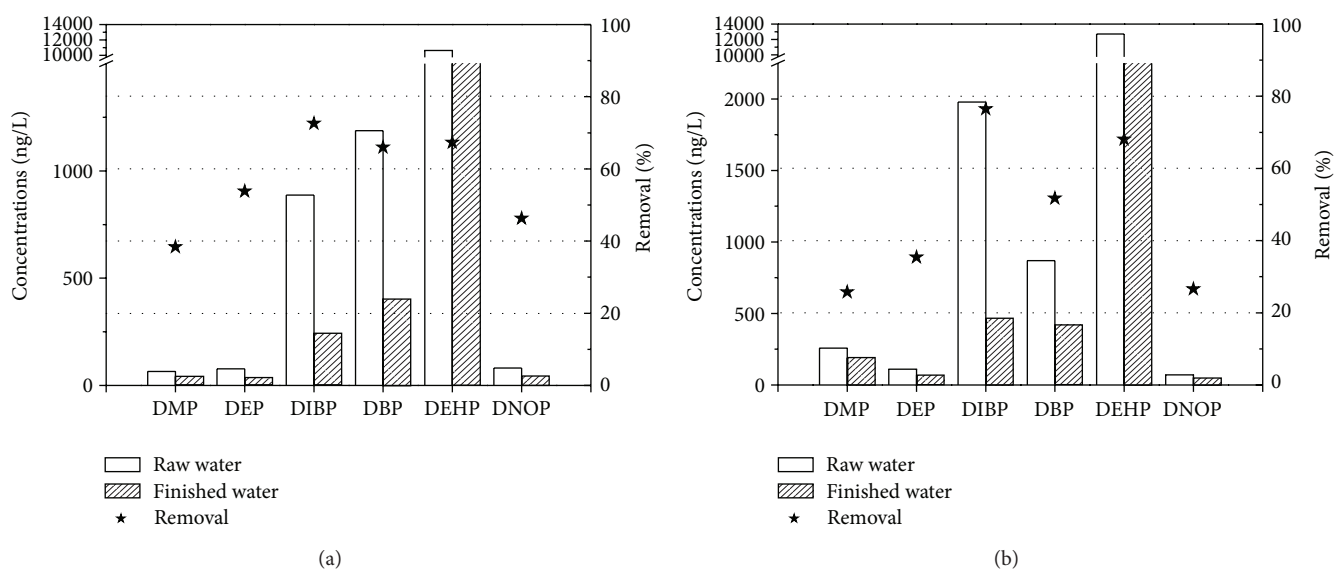 14000
12000
10000
1000
500
0
Concentrations (ng/L)
100
80
60
40
20
0
Removal (%)
DMP DEP DIBP DBP DEHP DNOP
Raw water
Finished water
Removal
(a)
14000
12000
10000
2000
1500
1000
500
0
Concentrations (ng/L)
100
80
60
40
20
0
Removal (%)
DMP DEP DIBP DBP DEHP DNOP
Raw water
Finished water
Removal
(b)